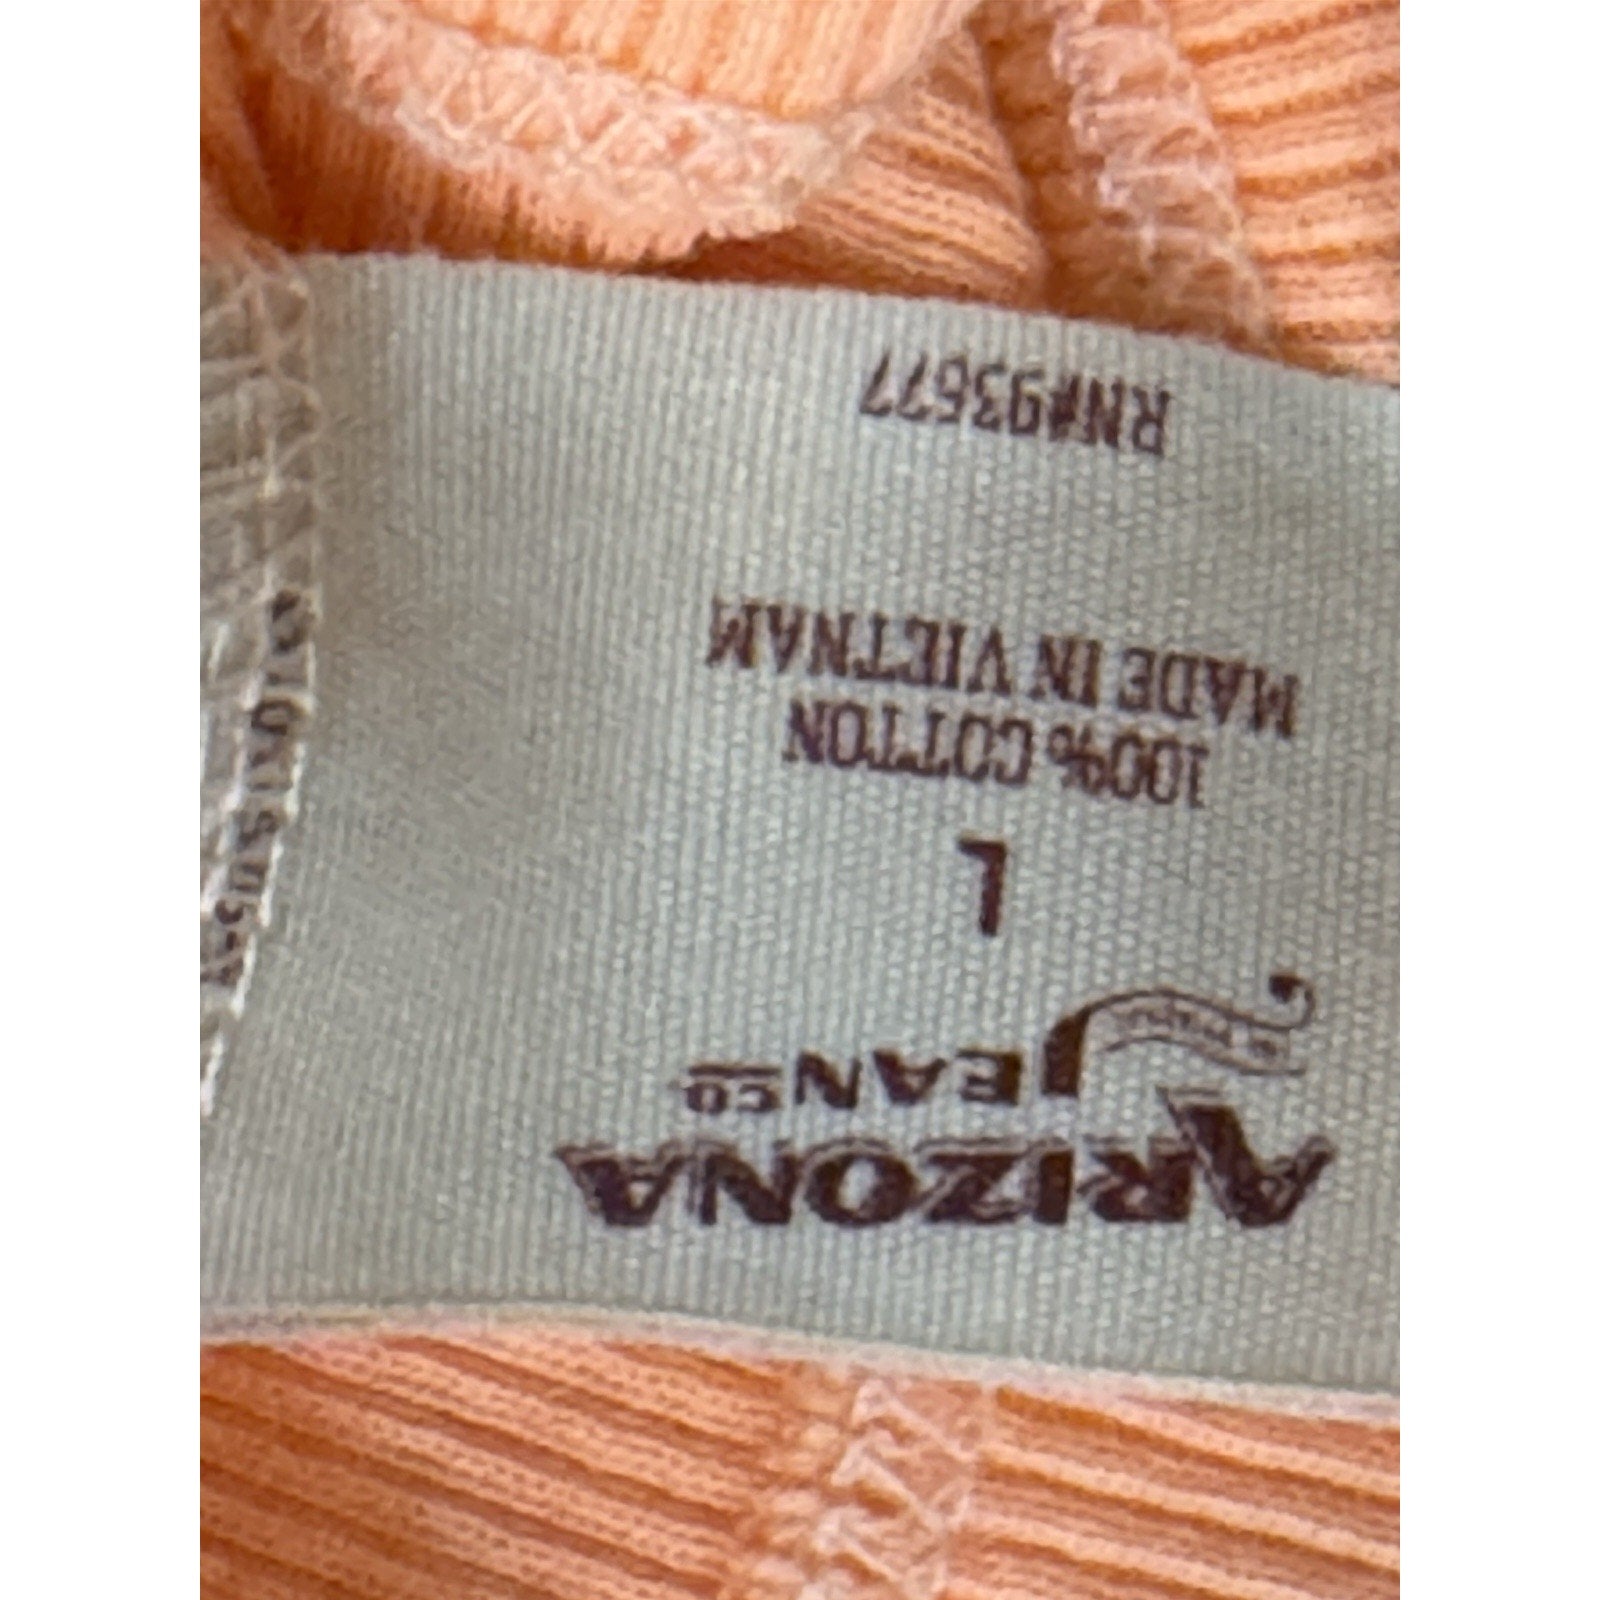 ARIZONA
JEAN CO
L
100% COTTON
MADE IN VIETNAM
RN#93677